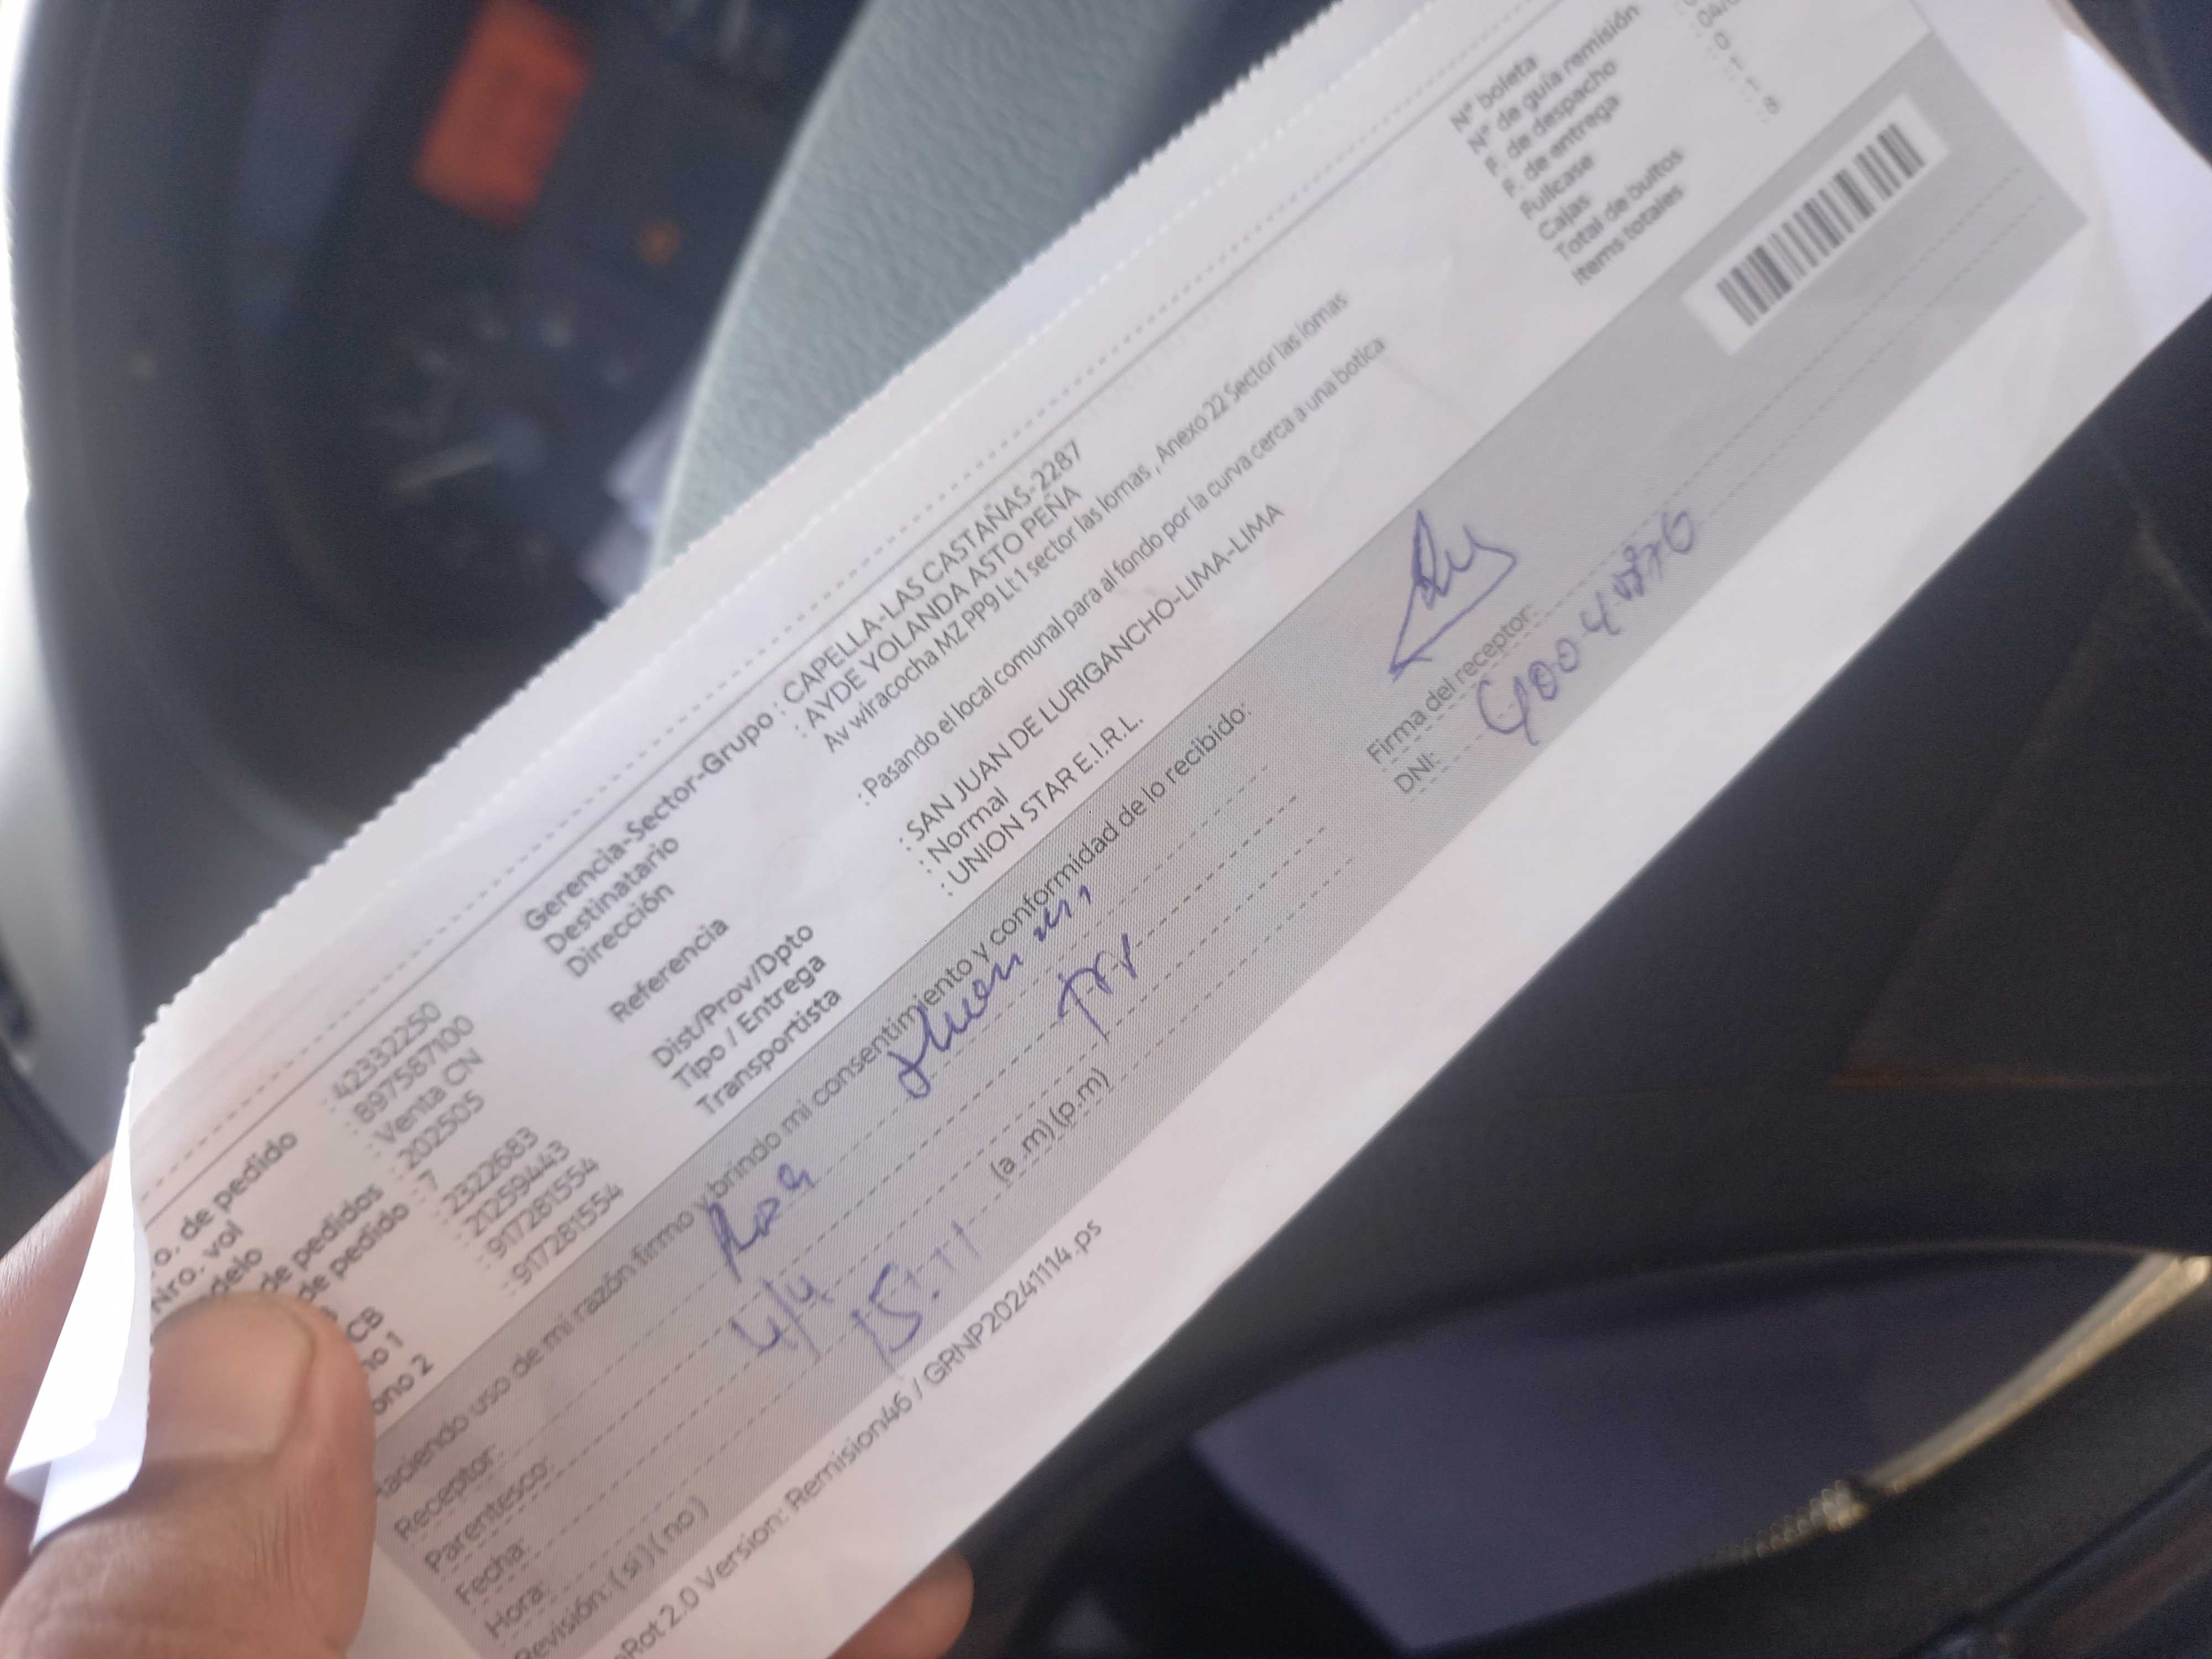 o. de pedido : 42332250
Nro. vol : 897587100
delo : Venta CN
de pedidos : 202505
de pedido : 7
: 2322683
CB : 21259443
no 1 : 917281554
ono 2 : 917281554
Gerencia-Sector-Grupo : CAPELLA-LAS CASTAÑAS-2287
Destinatario : AYDE YOLANDA ASTO PEÑA
Dirección Av wiracocha MZ PP9 Lt 1 sector las lomas , Anexo 22 Sector las lomas
Referencia : Pasando el local comunal para al fondo por la curva cerca a una botica
Dist/Prov/Dpto : SAN JUAN DE LURIGANCHO-LIMA-LIMA
Tipo / Entrega : Normal
Transportista : UNION STAR E.I.R.L.
N° boleta
N° de guía remisión
F. de despacho
F. de entrega
Fullcase
Cajas
Total de bultos
Items totales
Haciendo uso de mi razón firmo y brindo mi consentimiento y conformidad de lo recibido:
Receptor:
Parentesco:
Fecha: 4/4
Hora: 15:11 (a .m) (p.m)
Revisión: ( si ) ( no )
Firma del receptor:
DNI:
Rot 2.0 Version: Remision46 / GRNP20241114.ps